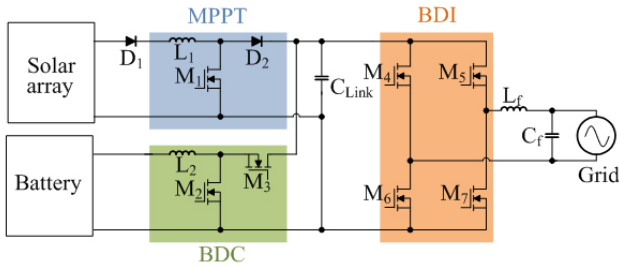 MPPT
BDI
Solar
array
D1
L1
M1
D2
CLink
M4
M5
Lf
Cf
Grid
Battery
L2
M2
M3
M6
M7
BDC